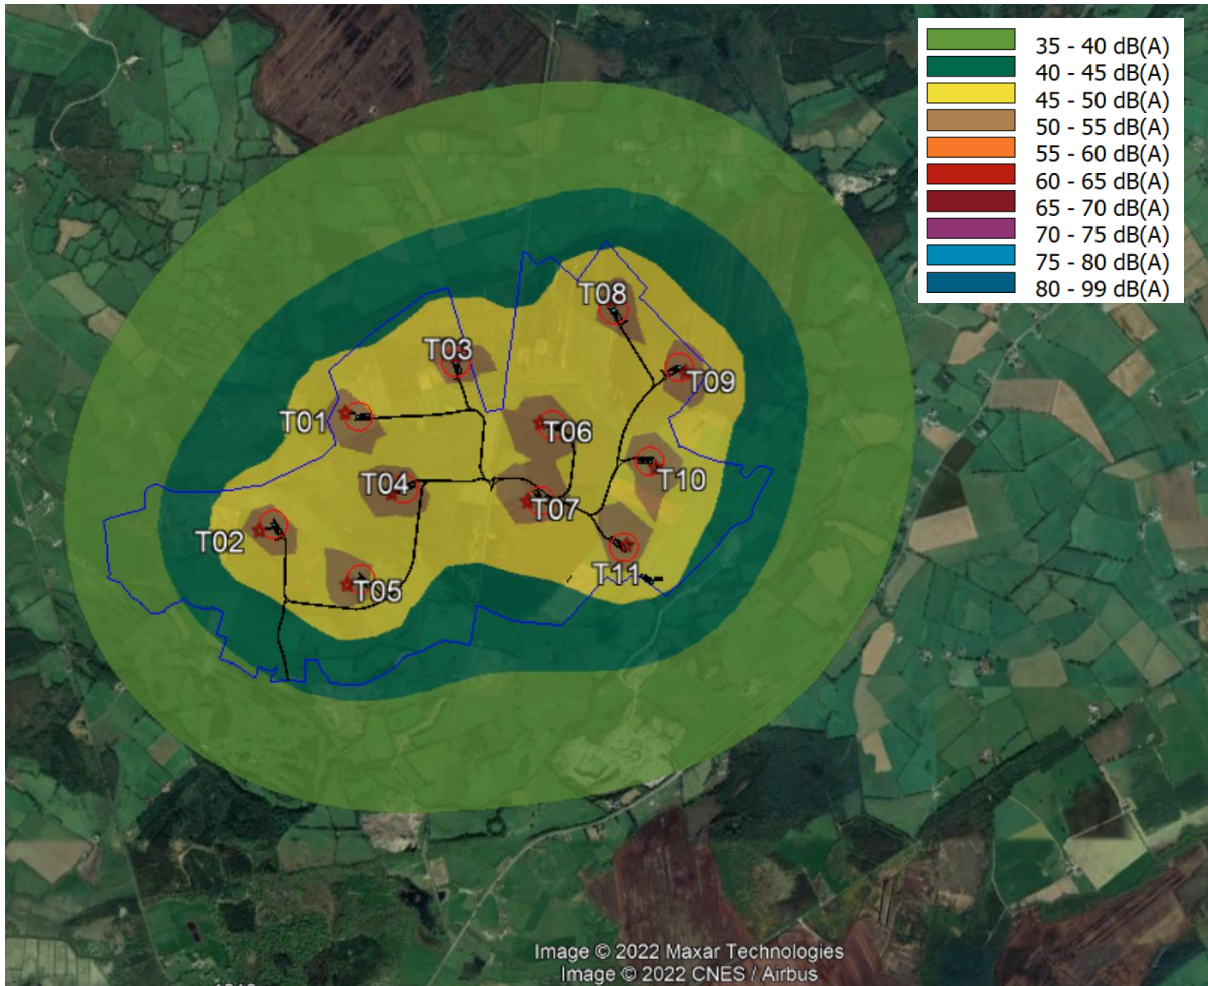 35 - 40 dB(A)
40 - 45 dB(A)
45 - 50 dB(A)
50 - 55 dB(A)
55 - 60 dB(A)
60 - 65 dB(A)
65 - 70 dB(A)
70 - 75 dB(A)
75 - 80 dB(A)
80 - 99 dB(A)
T08
T03
T09
T01
T06
T10
T04
T07
T02
T11
T05
Image © 2022 Maxar Technologies
Image © 2022 CNES / Airbus